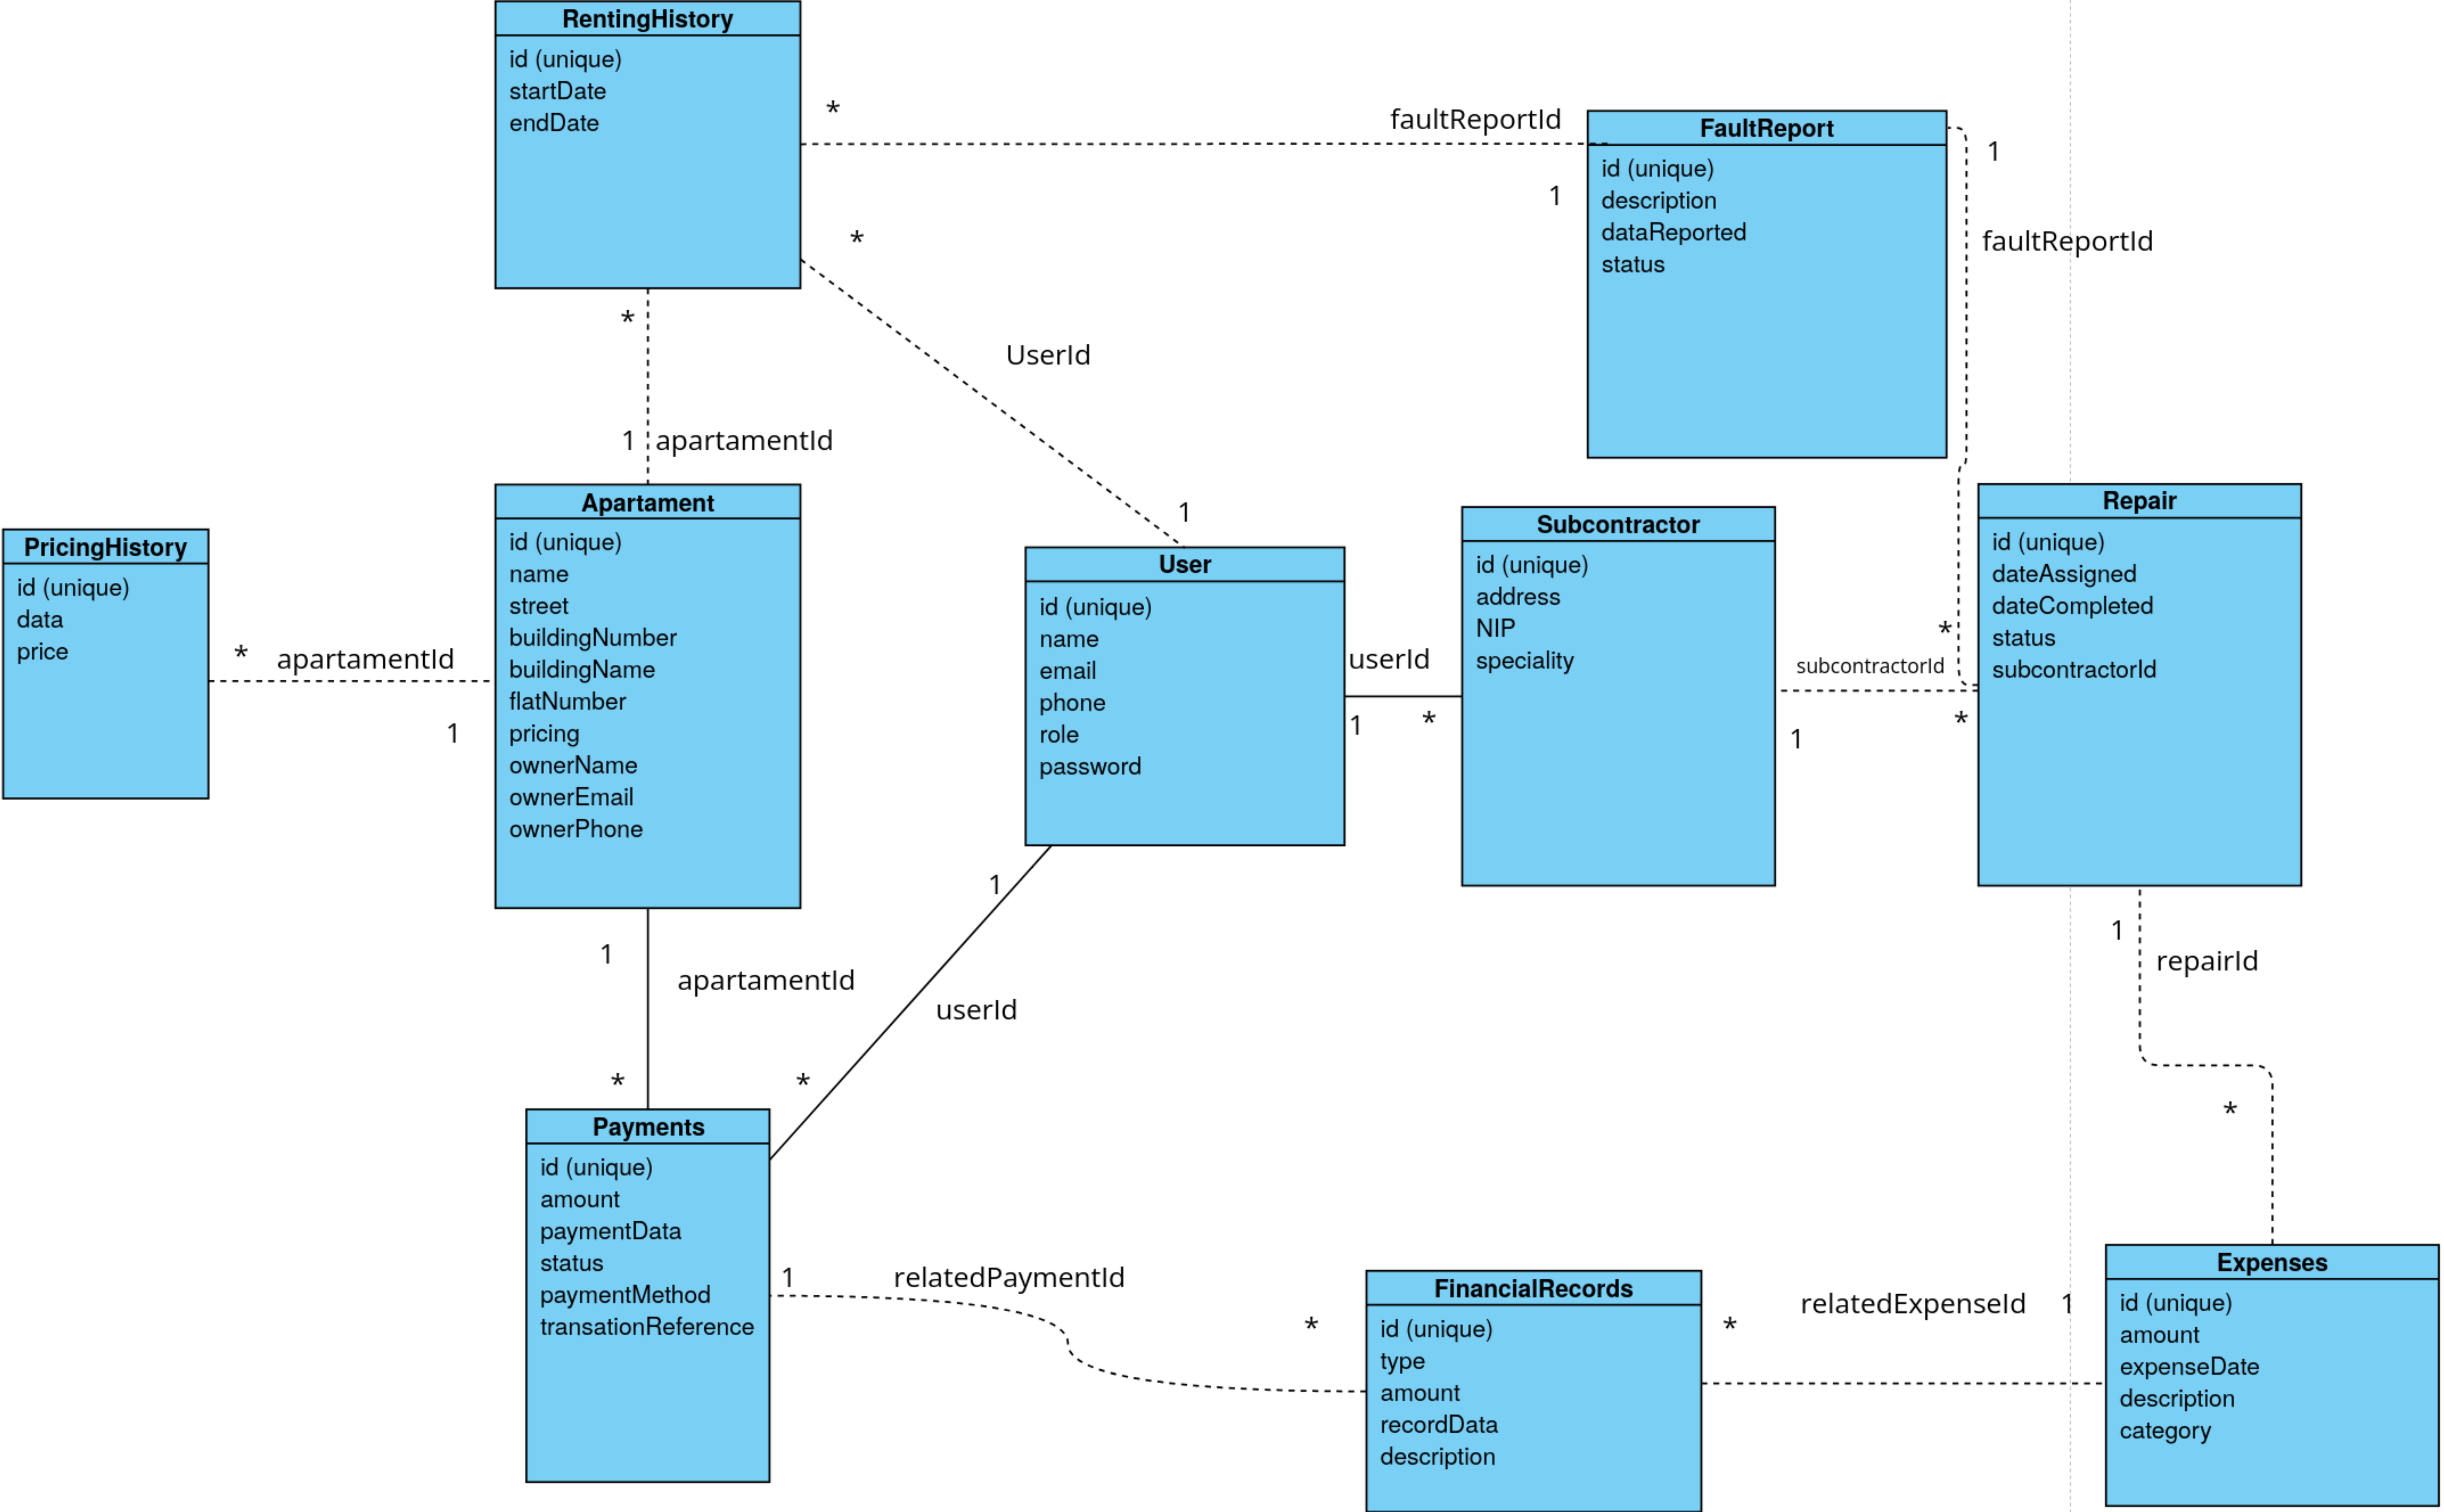 RentingHistory
id (unique)
startDate
endDate
*
faultReportId
1
FaultReport
id (unique)
description
dataReported
status
1
faultReportId
*
*
UserId
1
*
1 apartamentId
PricingHistory
id (unique)
data
price
* apartamentId
1
Apartament
id (unique)
name
street
buildingNumber
buildingName
flatNumber
pricing
ownerName
ownerEmail
ownerPhone
User
id (unique)
name
email
phone
role
password
userId
1 *
Subcontractor
id (unique)
address
NIP
speciality
subcontractorId
1 *
Repair
id (unique)
dateAssigned
dateCompleted
status
subcontractorId
1
apartamentId
*
1
userId
*
1
repairId
*
Payments
id (unique)
amount
paymentData
status
paymentMethod
transationReference
1 relatedPaymentId
*
FinancialRecords
id (unique)
type
amount
recordData
description
relatedExpenseId 1
*
Expenses
id (unique)
amount
expenseDate
description
category